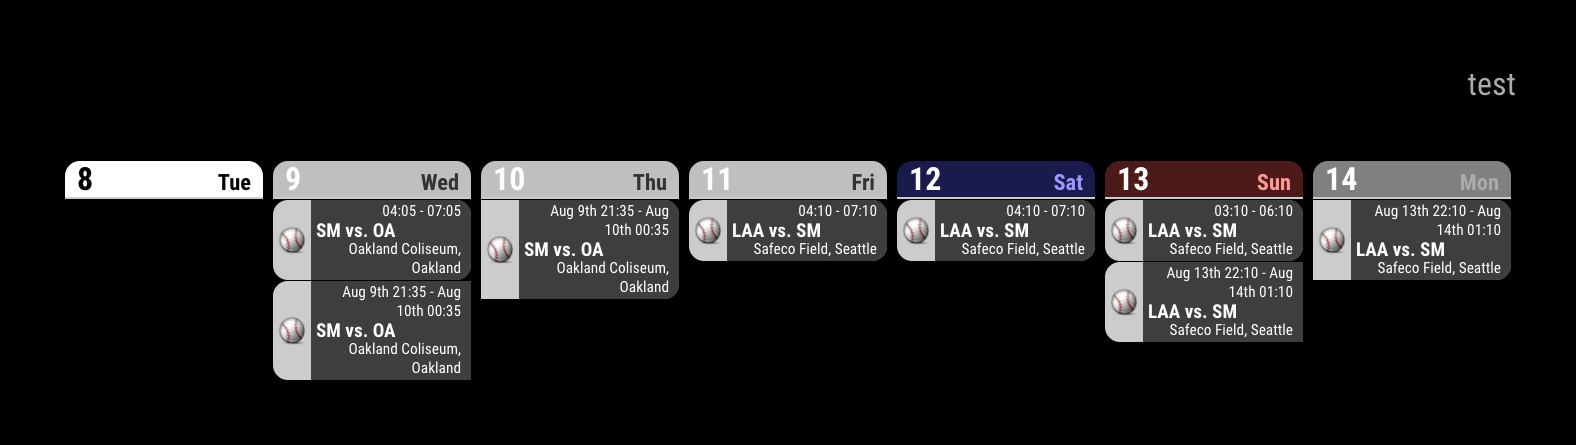 test
8 Tue
9 Wed
04:05 - 07:05
SM vs. OA
Oakland Coliseum,
Oakland
Aug 9th 21:35 - Aug
10th 00:35
SM vs. OA
Oakland Coliseum,
Oakland
10 Thu
Aug 9th 21:35 - Aug
10th 00:35
SM vs. OA
Oakland Coliseum,
Oakland
11 Fri
04:10 - 07:10
LAA vs. SM
Safeco Field, Seattle
12 Sat
04:10 - 07:10
LAA vs. SM
Safeco Field, Seattle
13 Sun
03:10 - 06:10
LAA vs. SM
Safeco Field, Seattle
Aug 13th 22:10 - Aug
14th 01:10
LAA vs. SM
Safeco Field, Seattle
14 Mon
Aug 13th 22:10 - Aug
14th 01:10
LAA vs. SM
Safeco Field, Seattle